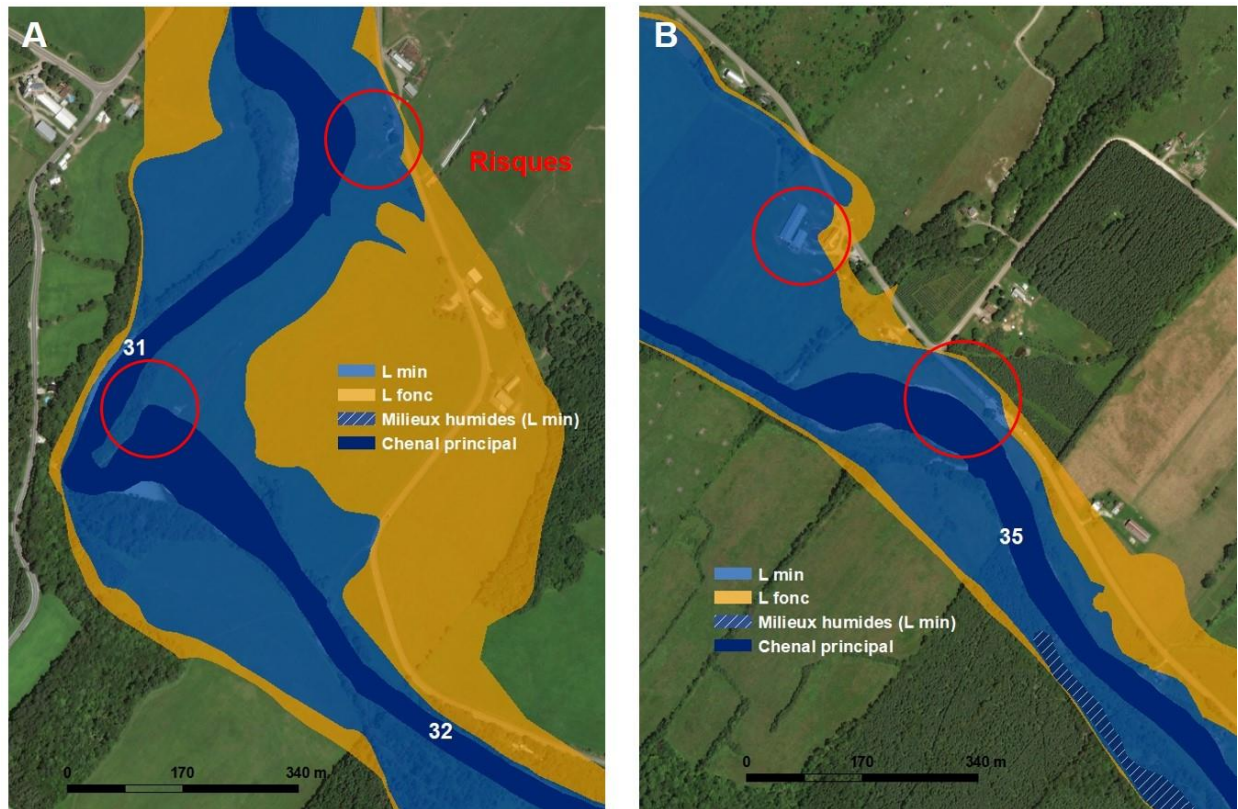 A
Risques
31
L min
L fonc
Milieux humides (L min)
Chenal principal
32
0 170 340 m
B
35
L min
L fonc
Milieux humides (L min)
Chenal principal
0 170 340 m